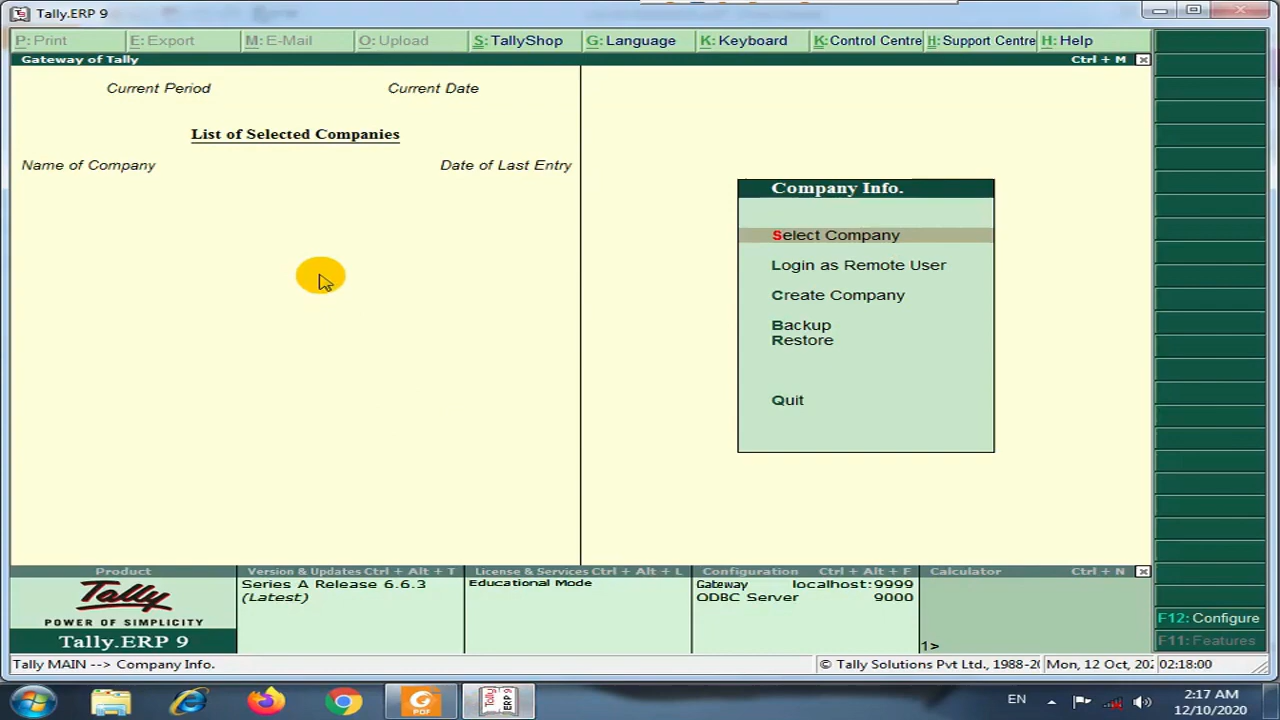 Tally.ERP 9
P: Print E: Export M: E-Mail O: Upload S: TallyShop G: Language K: Keyboard K: Control Centre H: Support Centre H: Help
Gateway of Tally Ctrl + M
Current Period Current Date
List of Selected Companies
Name of Company Date of Last Entry
Company Info.
Select Company
Login as Remote User
Create Company
Backup
Restore
Quit
Product Version & Updates Ctrl + Alt + T License & Services Ctrl + Alt + L Configuration Ctrl + Alt + F Calculator Ctrl + N
Tally
POWER OF SIMPLICITY
Tally.ERP 9
Series A Release 6.6.3
(Latest)
Educational Mode
Gateway localhost:9999
ODBC Server 9000
1>
F12: Configure
F11: Features
Tally MAIN --> Company Info. © Tally Solutions Pvt Ltd., 1988-20 Mon, 12 Oct, 202 02:18:00
PDF
Tally ERP 9
EN
2:17 AM
12/10/2020